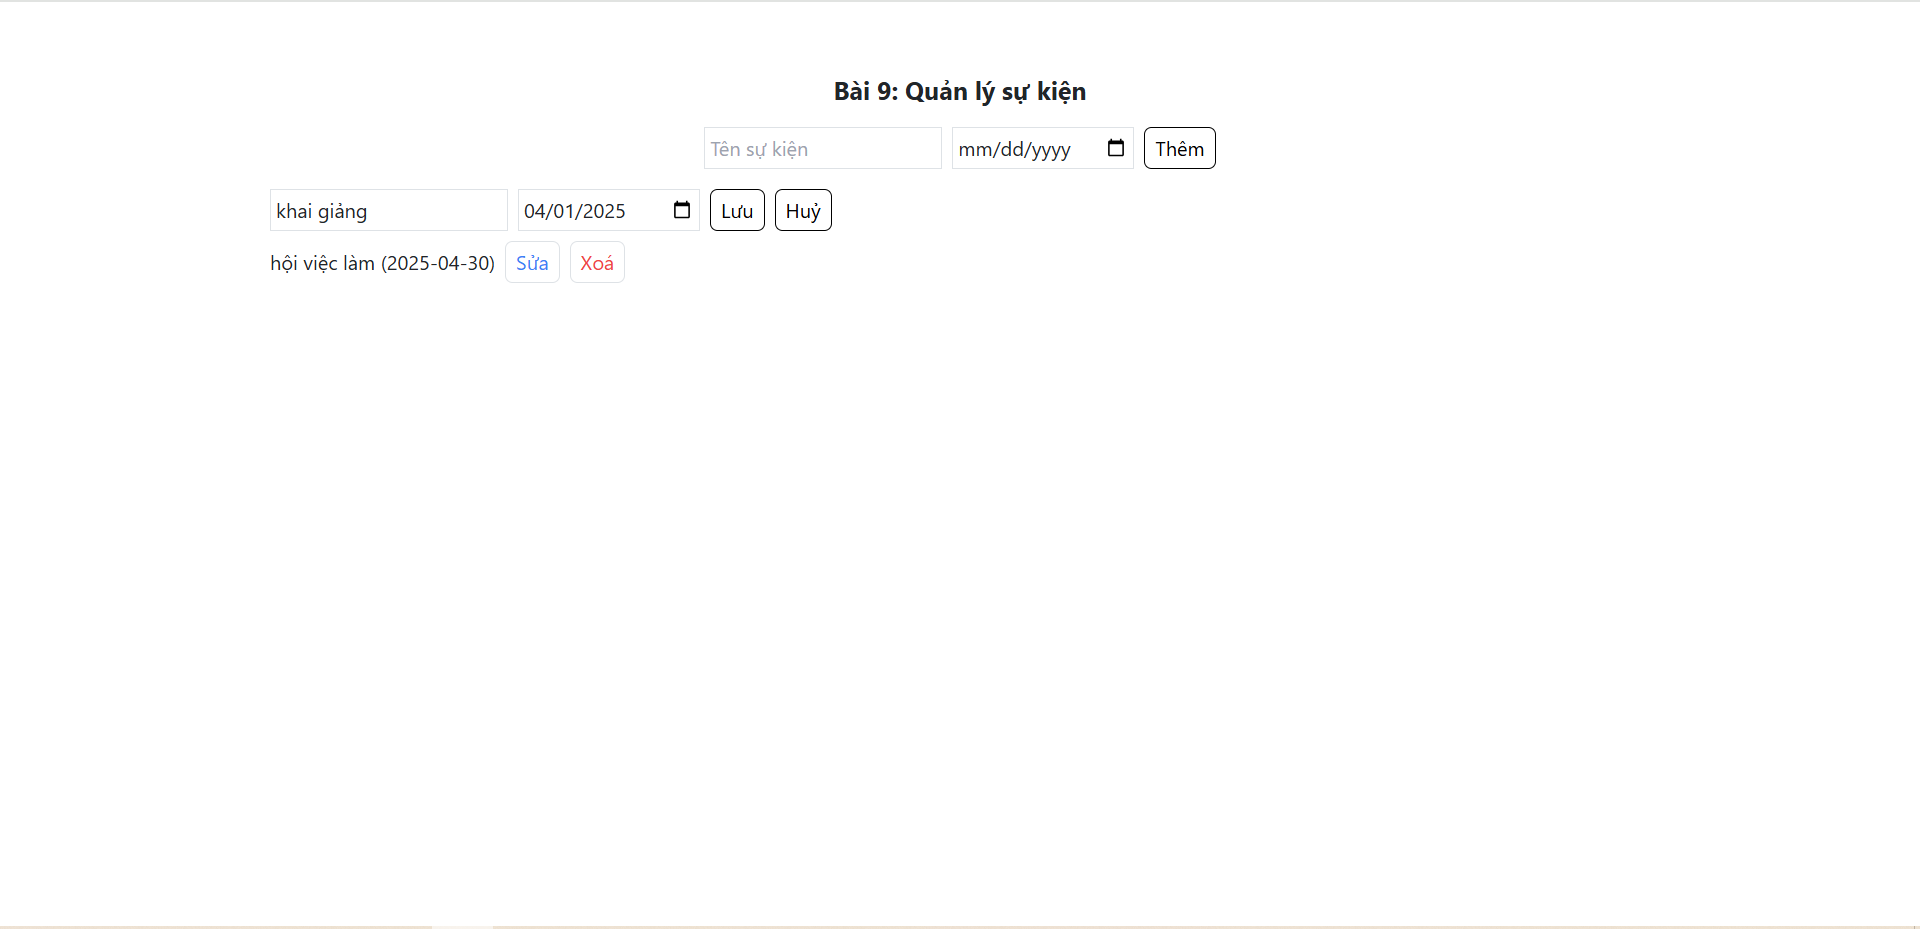 Bài 9: Quản lý sự kiện
Tên sự kiện mm/dd/yyyy Thêm
khai giảng 04/01/2025 Lưu Huỷ
hội việc làm (2025-04-30) Sửa Xoá